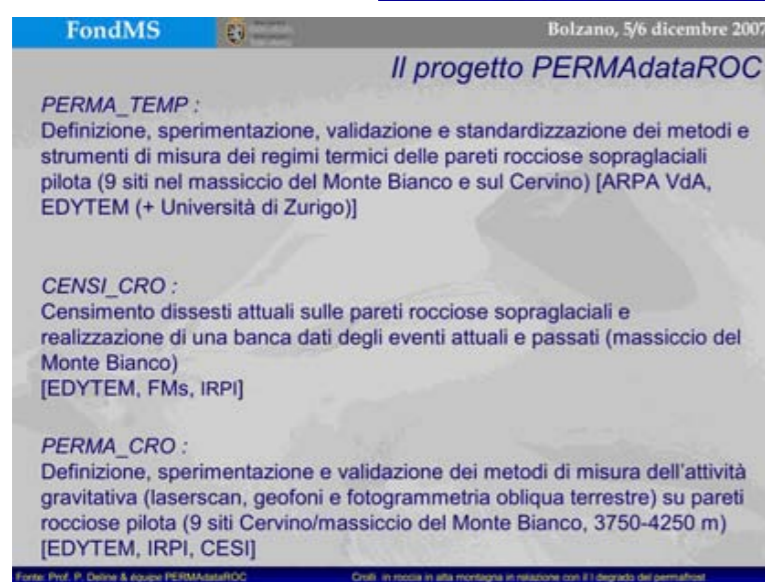 FondMS
Bolzano, 5/6 dicembre 2007
Il progetto PERMAdataROC
PERMA_TEMP :
Definizione, sperimentazione, validazione e standardizzazione dei metodi e
strumenti di misura dei regimi termici delle pareti rocciose sopraglaciali
pilota (9 siti nel massiccio del Monte Bianco e sul Cervino) [ARPA VdA,
EDYTEM (+ Università di Zurigo)]
CENSI_CRO :
Censimento dissesti attuali sulle pareti rocciose sopraglaciali e
realizzazione di una banca dati degli eventi attuali e passati (massiccio del
Monte Bianco)
[EDYTEM, FMs, IRPI]
PERMA_CRO :
Definizione, sperimentazione e validazione dei metodi di misura dell'attività
gravitativa (laserscan, geofoni e fotogrammetria obliqua terrestre) su pareti
rocciose pilota (9 siti Cervino/massiccio del Monte Bianco, 3750-4250 m)
[EDYTEM, IRPI, CESI]
Fonte: Prof. P. Deline & équipe PERMAdataROC
Crolli in roccia in alta montagna in relazione con il degrado del permafrost